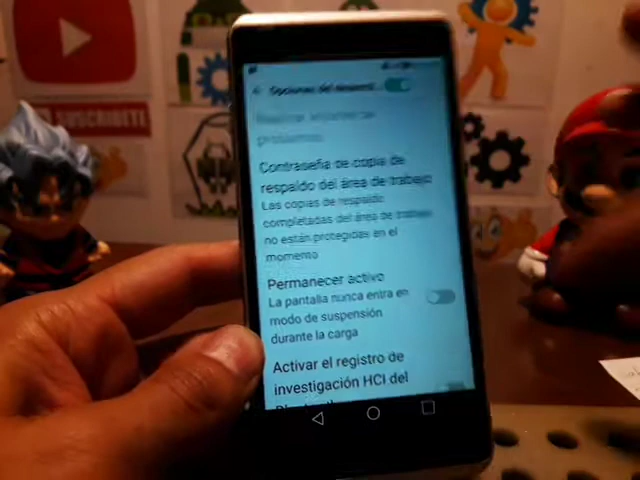 SUSCRIBETE
Opciones del
problemas
Contraseña de copia de
respaldo del área de trabajo
Las copias de respaldo
completadas del área de trabajo
no están protegidas en el
momento
Permanecer activo
La pantalla nunca entra en
modo de suspensión
durante la carga
Activar el registro de
investigación HCI del